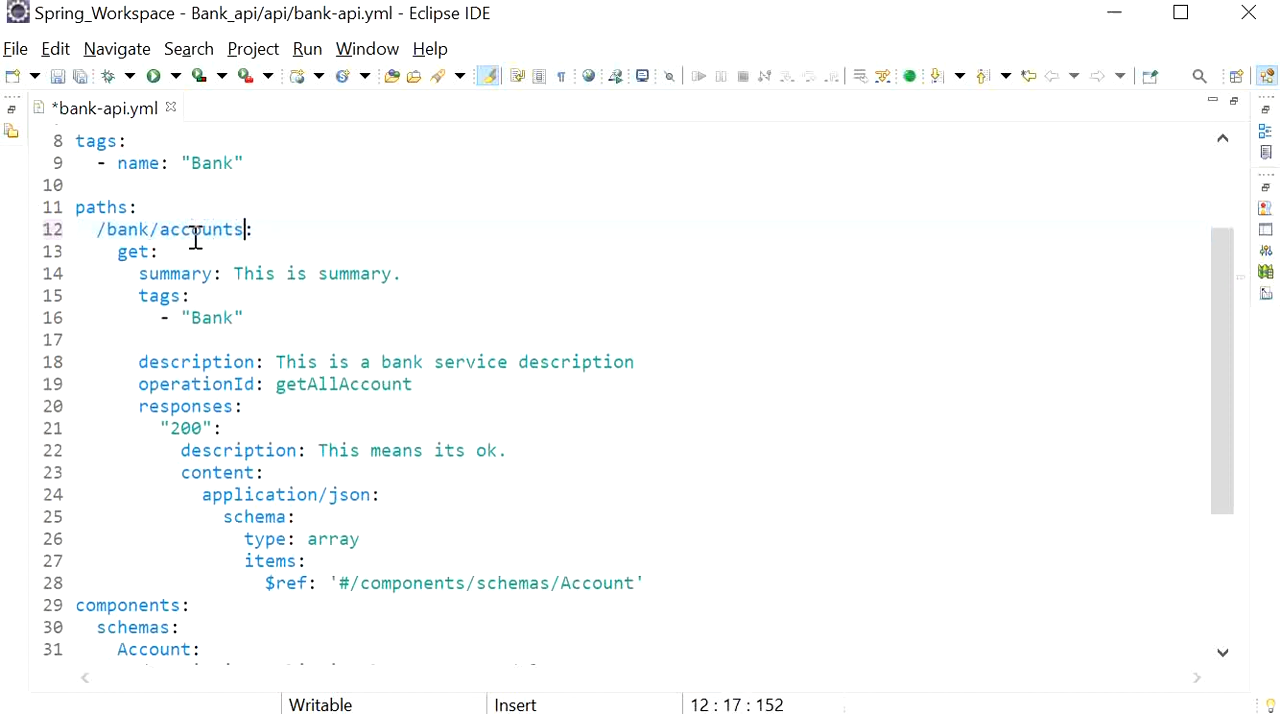 Spring_Workspace - Bank_api/api/bank-api.yml - Eclipse IDE
File Edit Navigate Search Project Run Window Help
*bank-api.yml
8 tags:
9   - name: "Bank"
10
11 paths:
12   /bank/accounts:
13     get:
14       summary: This is summary.
15       tags:
16         - "Bank"
17
18       description: This is a bank service description
19       operationId: getAllAccount
20       responses:
21         "200":
22           description: This means its ok.
23           content:
24             application/json:
25               schema:
26                 type: array
27                 items:
28                   $ref: '#/components/schemas/Account'
29 components:
30   schemas:
31     Account:
Writable Insert 12 : 17 : 152